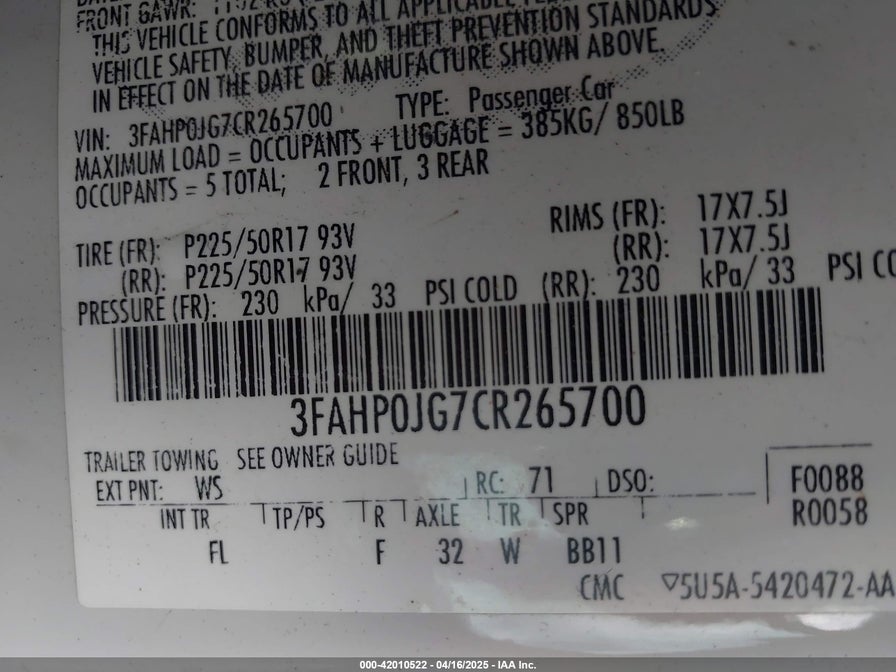 FRONT GAWR:
THIS VEHICLE CONFORMS TO ALL APPLICABLE
VEHICLE SAFETY, BUMPER, AND THEFT PREVENTION STANDARDS
IN EFFECT ON THE DATE OF MANUFACTURE SHOWN ABOVE.
VIN: 3FAHP0JG7CR265700 TYPE: Passenger Car
MAXIMUM LOAD = OCCUPANTS + LUGGAGE = 385KG/ 850LB
OCCUPANTS = 5 TOTAL; 2 FRONT, 3 REAR
TIRE (FR): P225/50R17 93V RIMS (FR): 17X7.5J
(RR): P225/50R17 93V (RR): 17X7.5J
PRESSURE (FR): 230 kPa/ 33 PSI COLD (RR): 230 kPa/ 33 PSI
3FAHP0JG7CR265700
TRAILER TOWING SEE OWNER GUIDE
EXT PNT: WS RC: 71 DSO: F0088
INT TR TP/PS R AXLE TR SPR R0058
FL F 32 W BB11
CMC ▽5U5A-5420472-AA
000-42010522 - 04/16/2025 - IAA Inc.